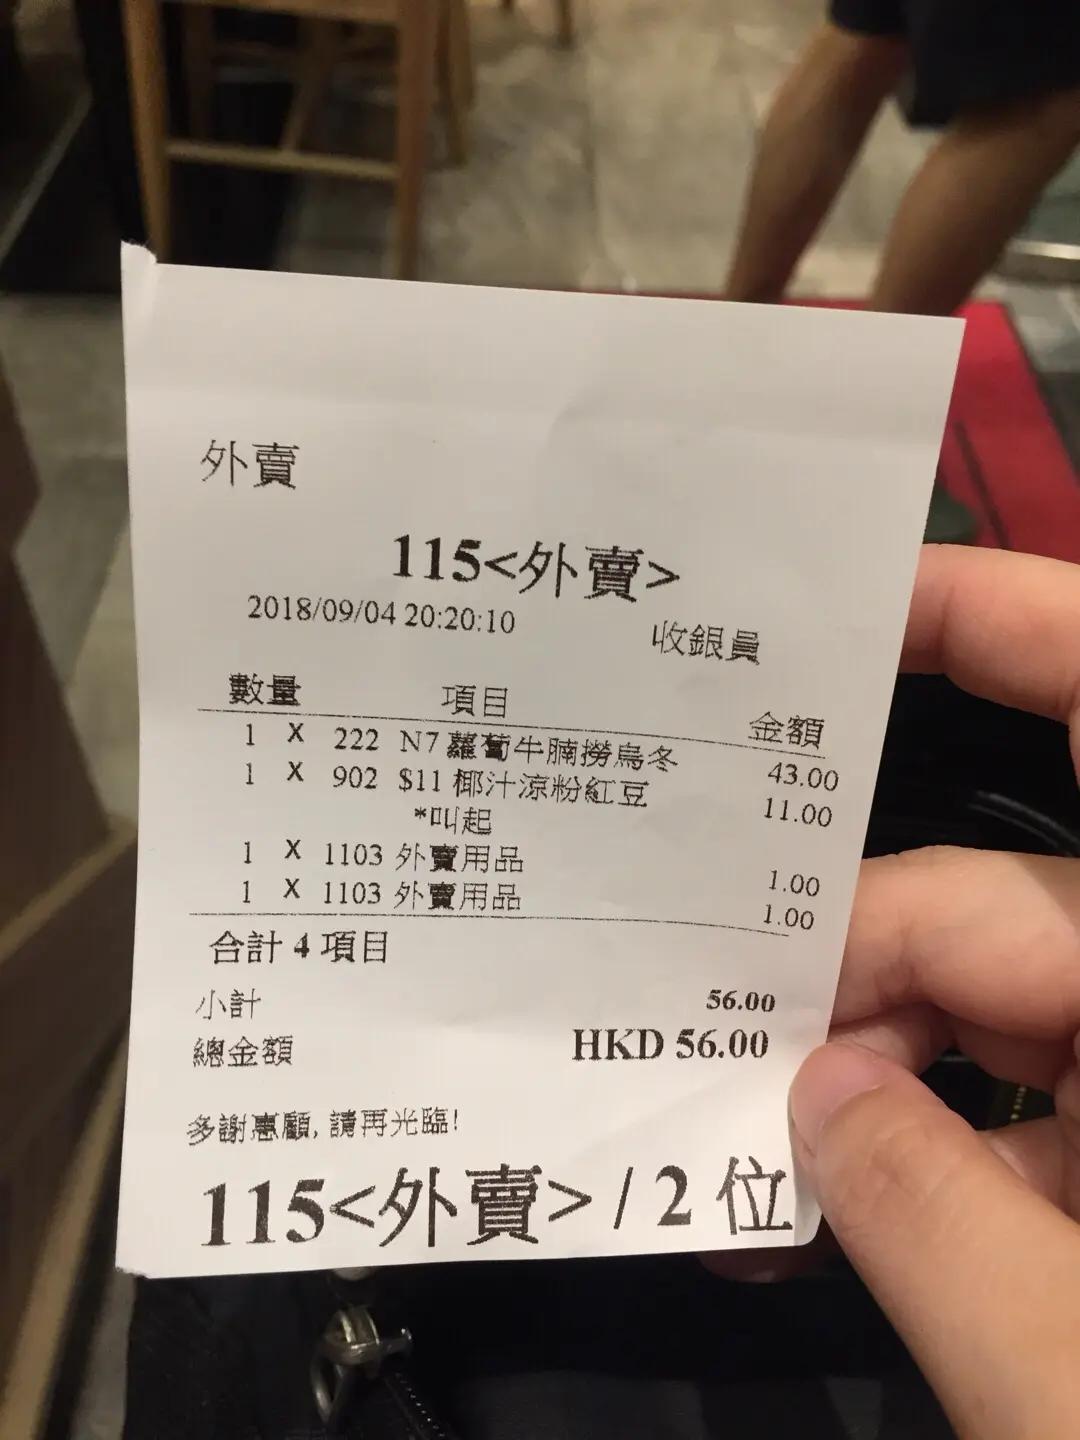 外賣
115<外賣>
2018/09/04 20:20:10 收銀員
數量 項目 金額
1 X 222 N7 蘿蔔牛腩撈烏冬 43.00
1 X 902 $11 椰汁涼粉紅豆 11.00
*叫起
1 X 1103 外賣用品 1.00
1 X 1103 外賣用品 1.00
合計 4 項目
小計 56.00
總金額 HKD 56.00
多謝惠顧, 請再光臨!
115<外賣> / 2 位